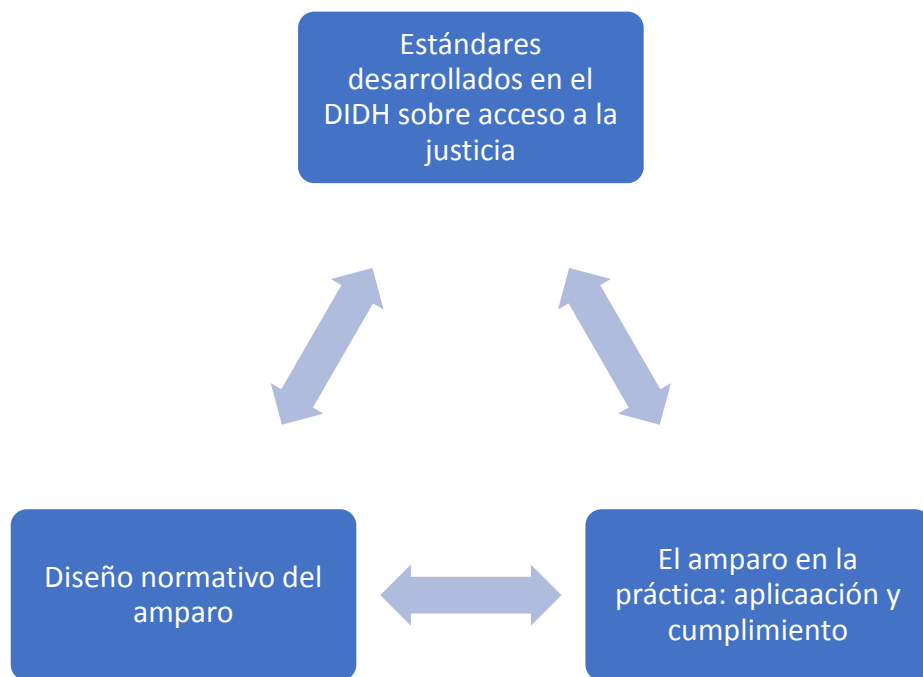 Estándares
desarrollados en el
DIDH sobre acceso a la
justicia
Diseño normativo del
amparo
El amparo en la
práctica: aplicaación y
cumplimiento